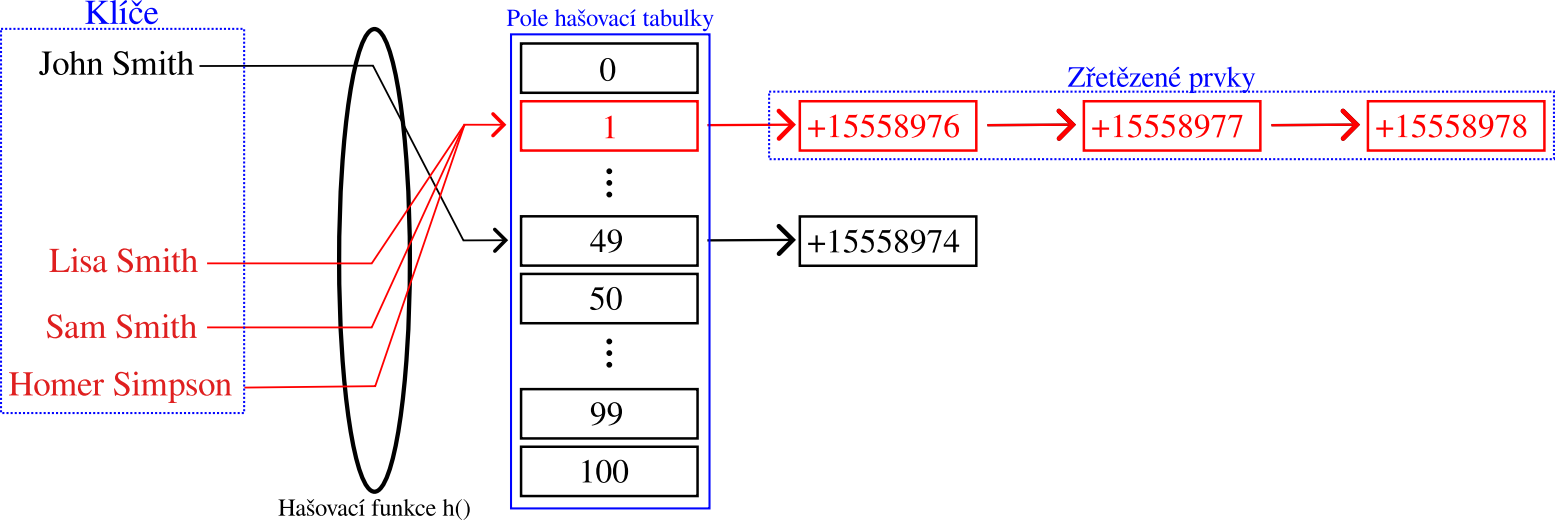 Klíče
John Smith
Lisa Smith
Sam Smith
Homer Simpson
Hašovací funkce h()
Pole hašovací tabulky
0
1
49
50
99
100
Zřetězené prvky
+15558976
+15558977
+15558978
+15558974